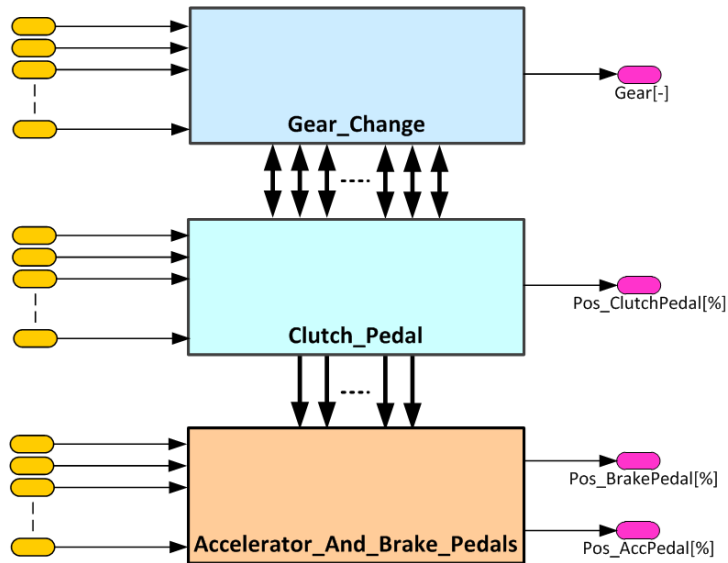 Gear[-]
Gear_Change
Pos_ClutchPedal[%]
Clutch_Pedal
Pos_BrakePedal[%]
Accelerator_And_Brake_Pedals
Pos_AccPedal[%]